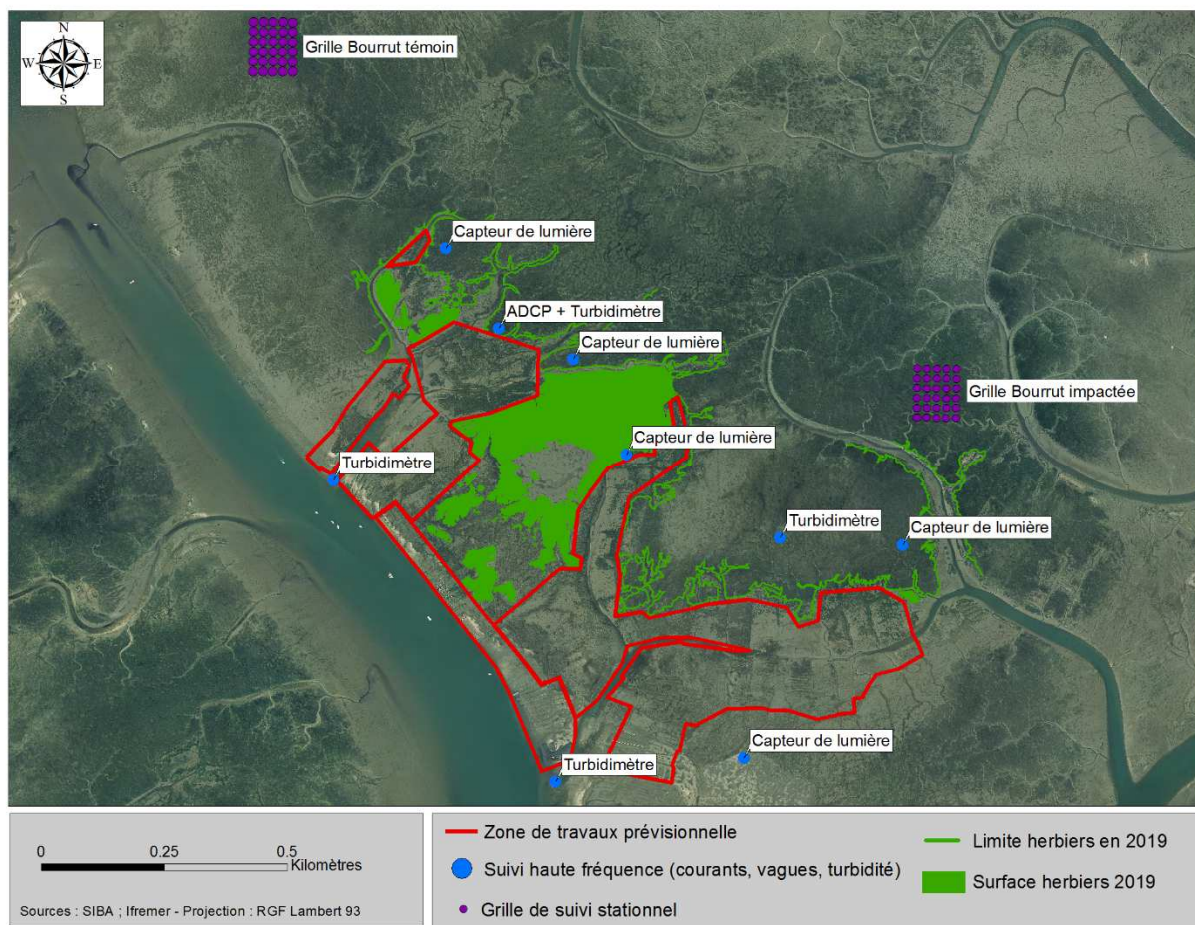 N
W E
S
Grille Bourrut témoin
Capteur de lumière
ADCP + Turbidimètre
Capteur de lumière
Grille Bourrut impactée
Capteur de lumière
Turbidimètre
Turbidimètre
Capteur de lumière
Capteur de lumière
Turbidimètre
0 0.25 0.5
Kilomètres
Sources : SIBA ; Ifremer - Projection : RGF Lambert 93
Zone de travaux prévisionnelle
Suivi haute fréquence (courants, vagues, turbidité)
Grille de suivi stationnel
Limite herbiers en 2019
Surface herbiers 2019